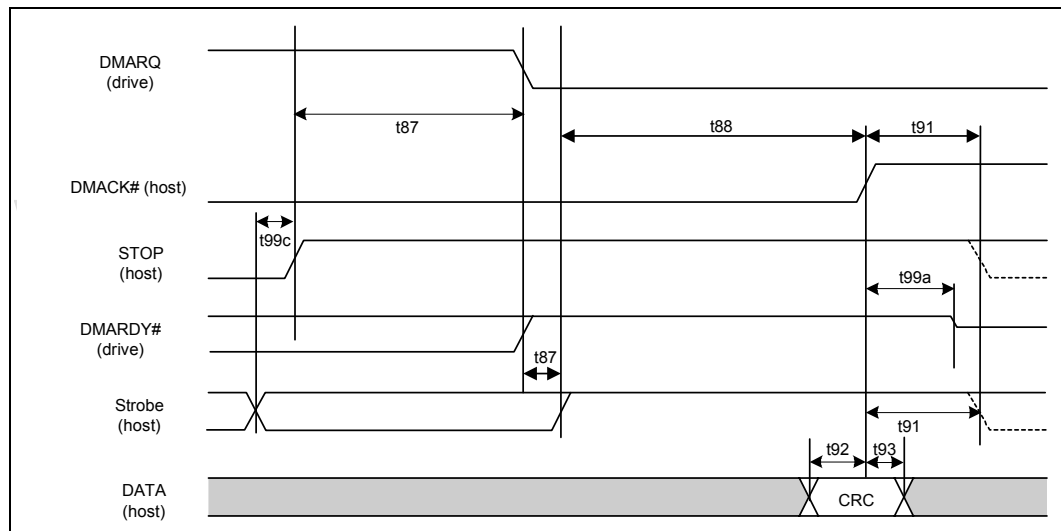 DMARQ
(drive)
t87
t88
t91
DMACK# (host)
t99c
STOP
(host)
t99a
DMARDY#
(drive)
t87
Strobe
(host)
t91
t92
t93
DATA
(host)
CRC